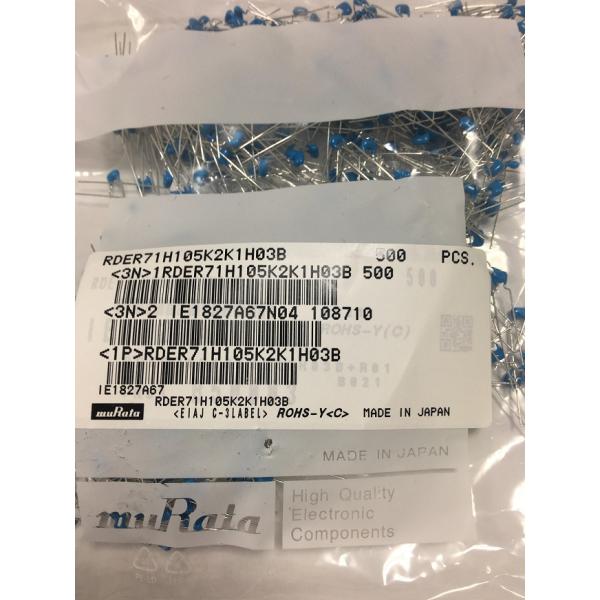 RDER71H105K2K1H03B 500 PCS.
<3N>1RDER71H105K2K1H03B 500
<3N>2 IE1827A67N04 108710
<1P>RDER71H105K2K1H03B
IE1827A67
RDER71H105K2K1H03B
muRata <EIAJ C-3LABEL> ROHS-Y<C> MADE IN JAPAN
MADE IN JAPAN
muRata
High Quality
Electronic
Components